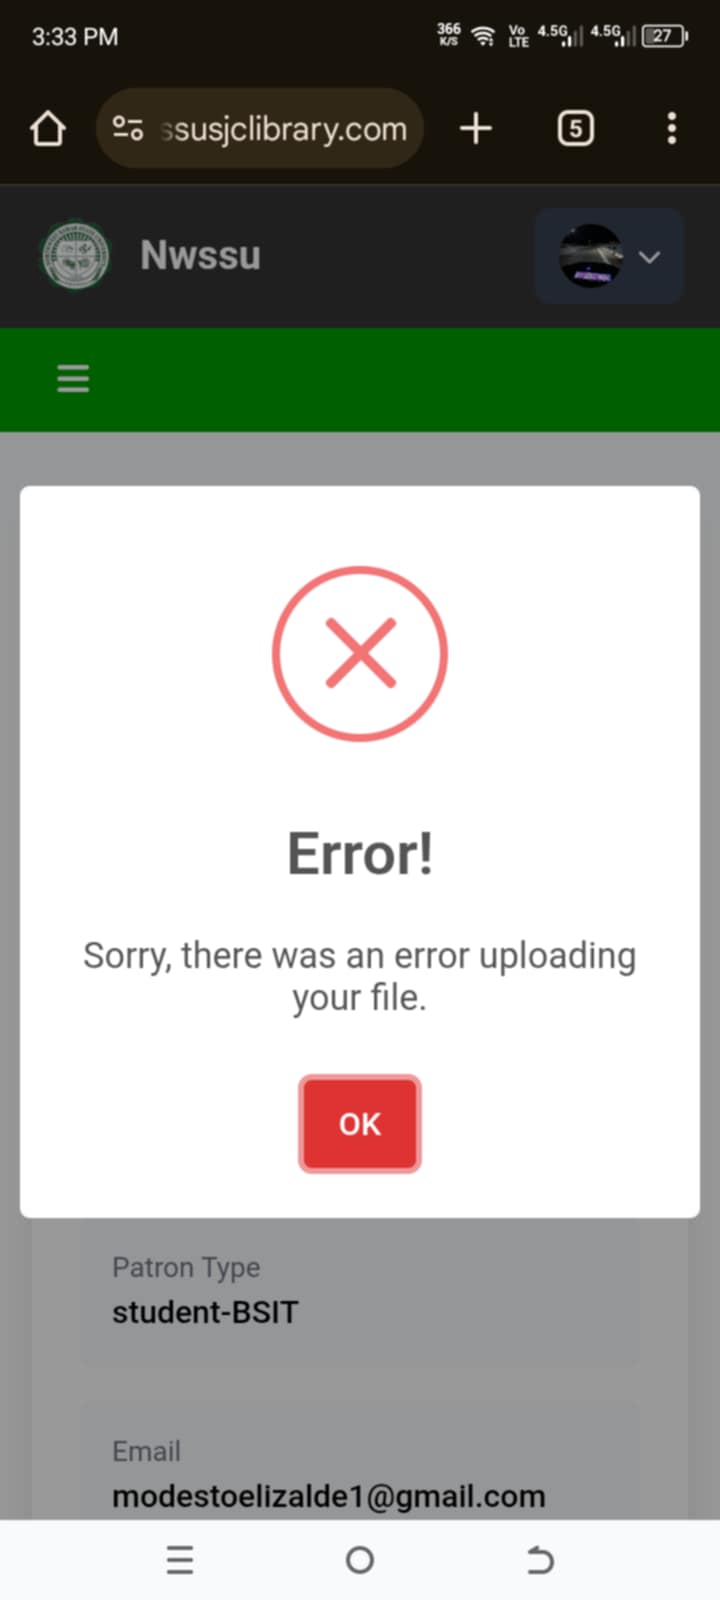 3:33 PM
366
K/S
Vo
LTE
4.5G
4.5G
27
ssusjclibrary.com
5
Nwssu
Error!
Sorry, there was an error uploading
your file.
OK
Patron Type
student-BSIT
Email
modestoelizalde1@gmail.com